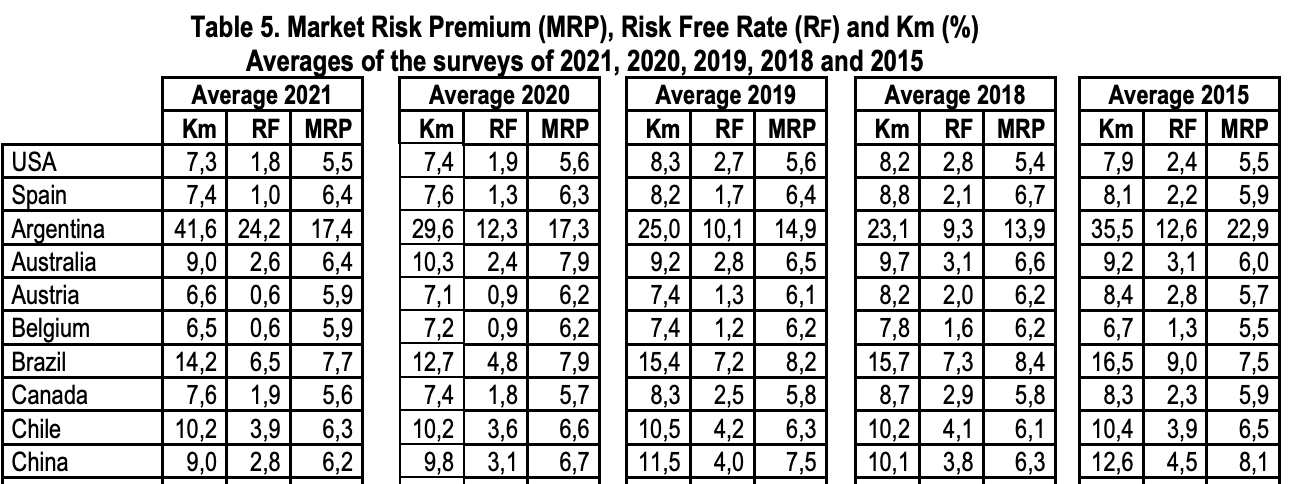 Table 5. Market Risk Premium (MRP), Risk Free Rate (RF) and Km (%)
Averages of the surveys of 2021, 2020, 2019, 2018 and 2015
Average 2021 Average 2020 Average 2019 Average 2018 Average 2015
Km RF MRP Km RF MRP Km RF MRP Km RF MRP Km RF MRP
USA 7,3 1,8 5,5 7,4 1,9 5,6 8,3 2,7 5,6 8,2 2,8 5,4 7,9 2,4 5,5
Spain 7,4 1,0 6,4 7,6 1,3 6,3 8,2 1,7 6,4 8,8 2,1 6,7 8,1 2,2 5,9
Argentina 41,6 24,2 17,4 29,6 12,3 17,3 25,0 10,1 14,9 23,1 9,3 13,9 35,5 12,6 22,9
Australia 9,0 2,6 6,4 10,3 2,4 7,9 9,2 2,8 6,5 9,7 3,1 6,6 9,2 3,1 6,0
Austria 6,6 0,6 5,9 7,1 0,9 6,2 7,4 1,3 6,1 8,2 2,0 6,2 8,4 2,8 5,7
Belgium 6,5 0,6 5,9 7,2 0,9 6,2 7,4 1,2 6,2 7,8 1,6 6,2 6,7 1,3 5,5
Brazil 14,2 6,5 7,7 12,7 4,8 7,9 15,4 7,2 8,2 15,7 7,3 8,4 16,5 9,0 7,5
Canada 7,6 1,9 5,6 7,4 1,8 5,7 8,3 2,5 5,8 8,7 2,9 5,8 8,3 2,3 5,9
Chile 10,2 3,9 6,3 10,2 3,6 6,6 10,5 4,2 6,3 10,2 4,1 6,1 10,4 3,9 6,5
China 9,0 2,8 6,2 9,8 3,1 6,7 11,5 4,0 7,5 10,1 3,8 6,3 12,6 4,5 8,1